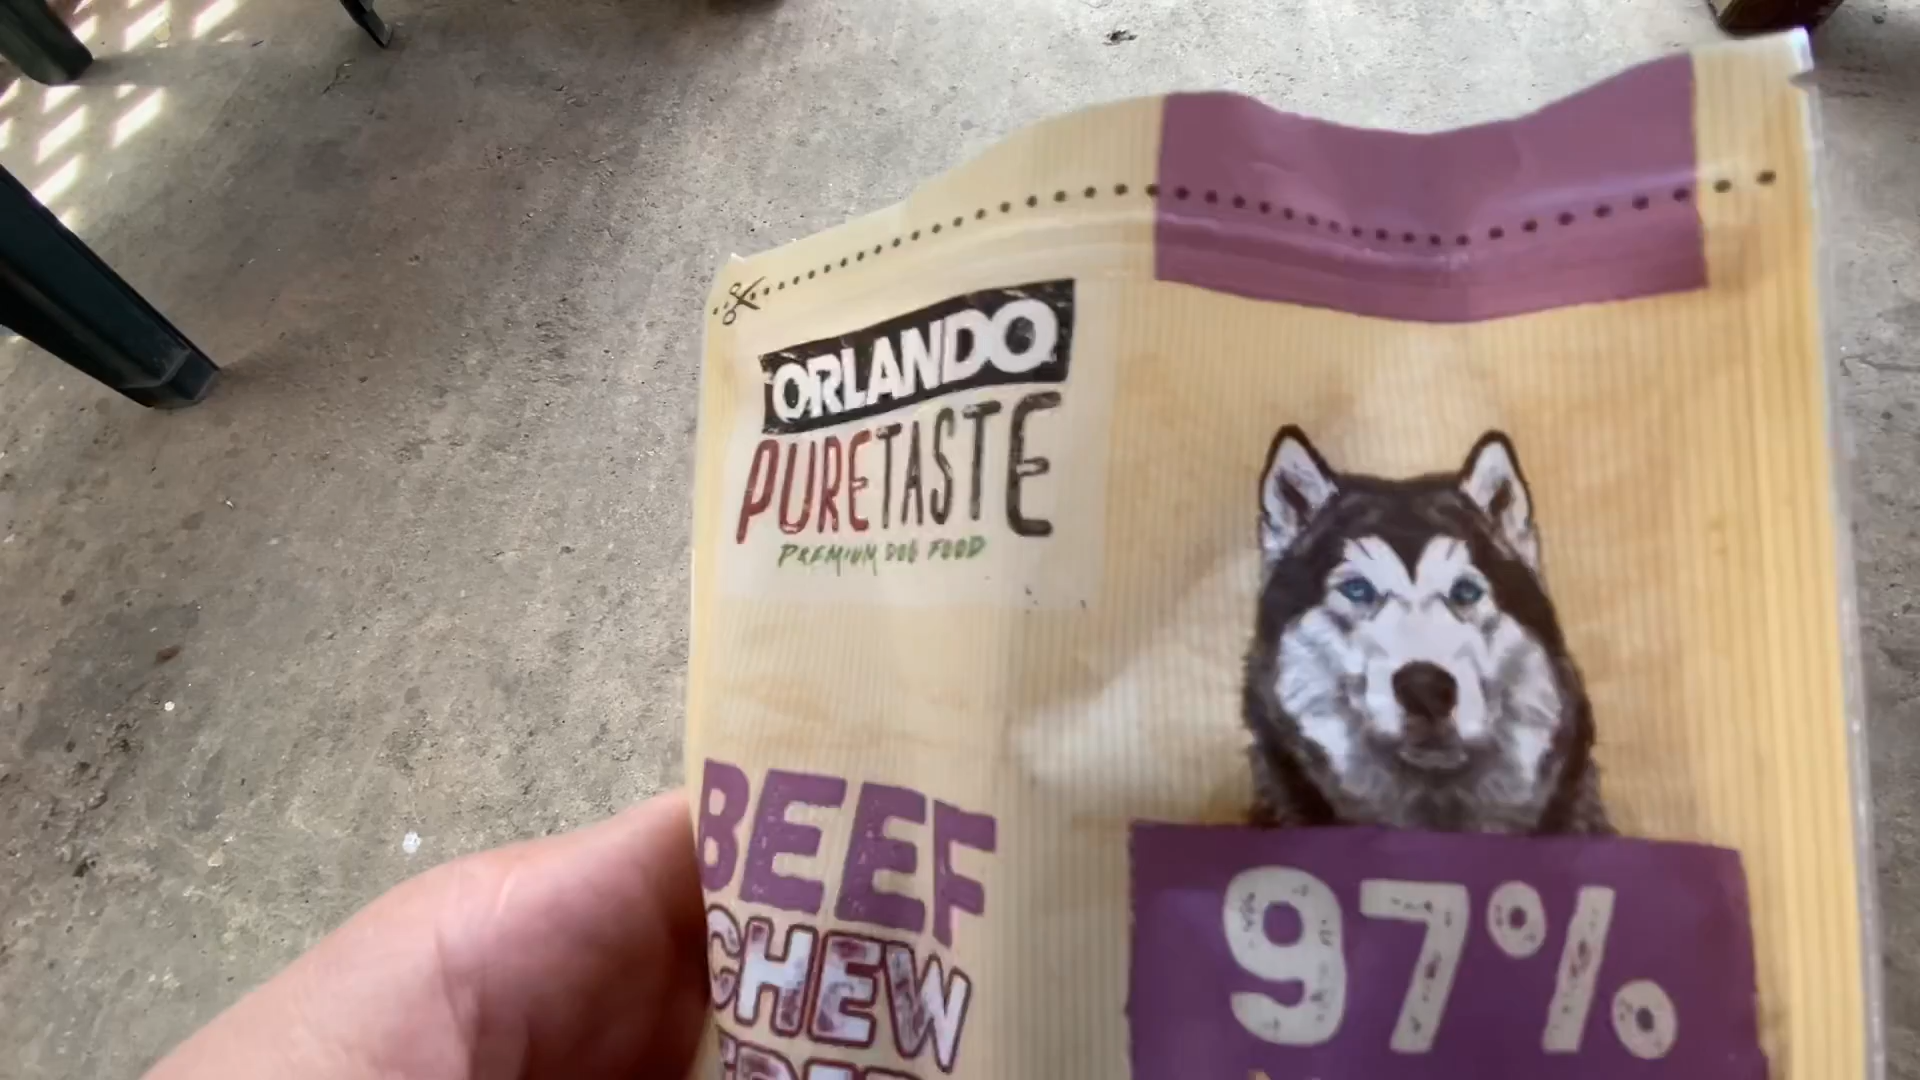 ORLANDO
PURETASTE
PREMIUM DOG FOOD
BEEF
CHEW
97%